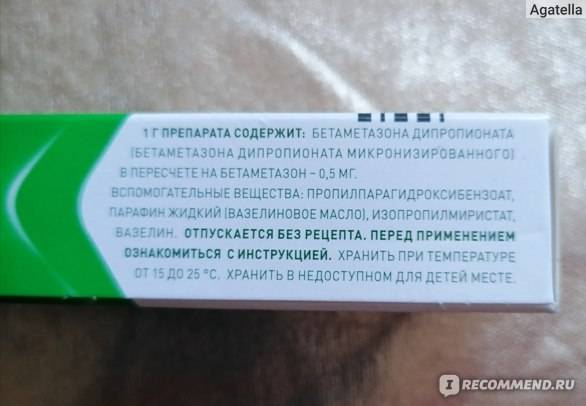 Agatella
1 Г ПРЕПАРАТА СОДЕРЖИТ: БЕТАМЕТАЗОНА ДИПРОПИОНАТА
(БЕТАМЕТАЗОНА ДИПРОПИОНАТА МИКРОНИЗИРОВАННОГО)
В ПЕРЕСЧЕТЕ НА БЕТАМЕТАЗОН – 0,5 МГ.
ВСПОМОГАТЕЛЬНЫЕ ВЕЩЕСТВА: ПРОПИЛПАРАГИДРОКСИБЕНЗОАТ,
ПАРАФИН ЖИДКИЙ (ВАЗЕЛИНОВОЕ МАСЛО), ИЗОПРОПИЛМИРИСТАТ,
ВАЗЕЛИН. ОТПУСКАЕТСЯ БЕЗ РЕЦЕПТА. ПЕРЕД ПРИМЕНЕНИЕМ
ОЗНАКОМИТЬСЯ С ИНСТРУКЦИЕЙ. ХРАНИТЬ ПРИ ТЕМПЕРАТУРЕ
ОТ 15 ДО 25 °С. ХРАНИТЬ В НЕДОСТУПНОМ ДЛЯ ДЕТЕЙ МЕСТЕ.
I RECOMMEND.RU